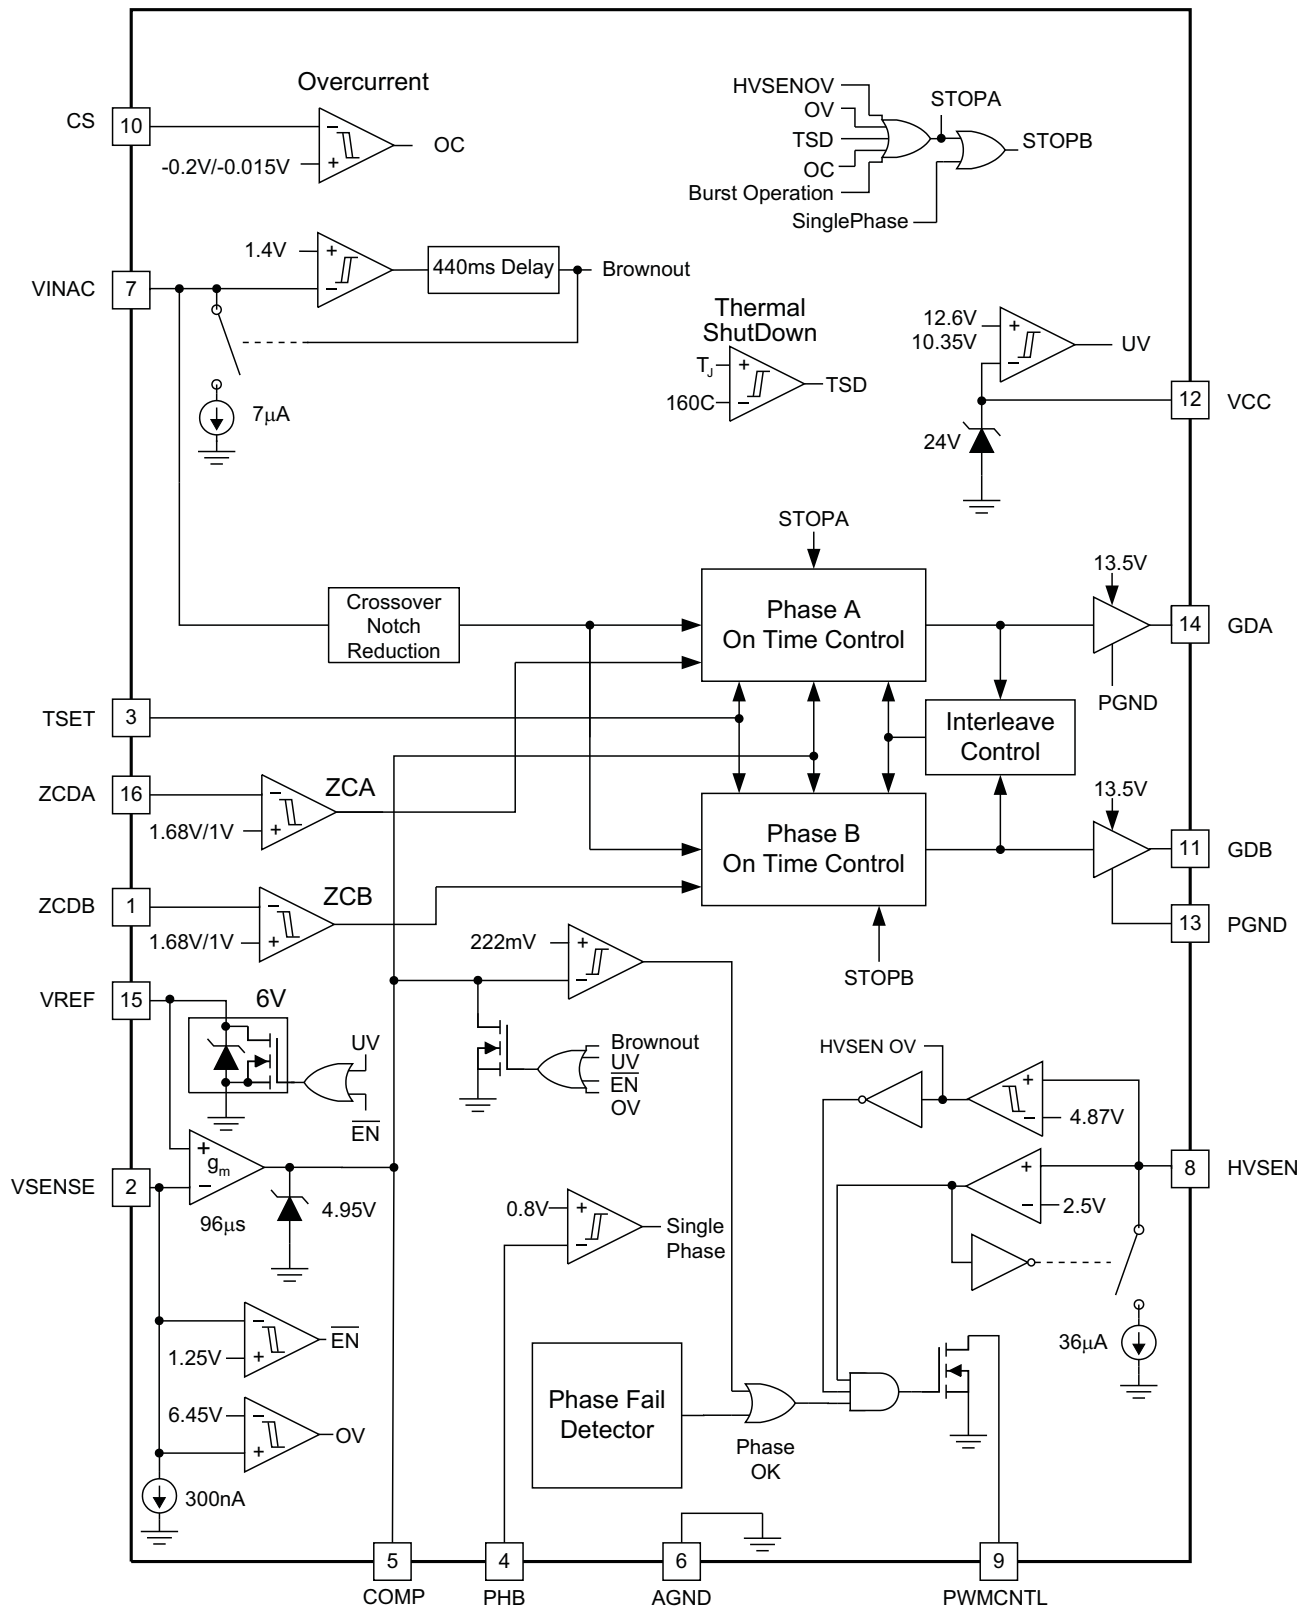 Overcurrent
CS
10
−
+
OC
-0.2V/-0.015V
HVSENOV
OV
TSD
OC
Burst Operation
SinglePhase
STOPA
STOPB
1.4V
+
−
440ms Delay
Brownout
VINAC
7
7μA
Thermal
ShutDown
TJ
+
160C
−
TSD
12.6V
10.35V
+
−
UV
12
VCC
24V
STOPA
Crossover
Notch
Reduction
Phase A
On Time Control
13.5V
14
GDA
PGND
TSET
3
Interleave
Control
ZCDA
16
−
+
ZCA
1.68V/1V
Phase B
On Time Control
13.5V
11
GDB
13
PGND
STOPB
ZCDB
1
−
+
ZCB
1.68V/1V
222mV
+
−
VREF
15
6V
UV
EN
Brownout
UV
EN
OV
HVSEN OV
+
−
4.87V
8
HVSEN
+
−
2.5V
36μA
VSENSE
2
+
gm
−
96μs
4.95V
0.8V
+
−
Single
Phase
−
+
EN
1.25V
6.45V
−
+
OV
300nA
Phase Fail
Detector
Phase
OK
5
COMP
4
PHB
6
AGND
9
PWMCNTL